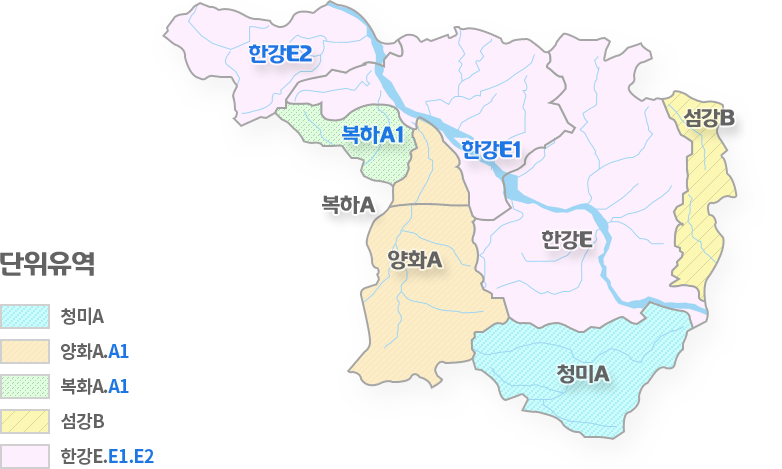 한강E2
섬강B
복하A1
한강E1
복하A
한강E
양화A
단위유역
청미A
양화A.A1
복화A.A1
섬강B
한강E.E1.E2
청미A